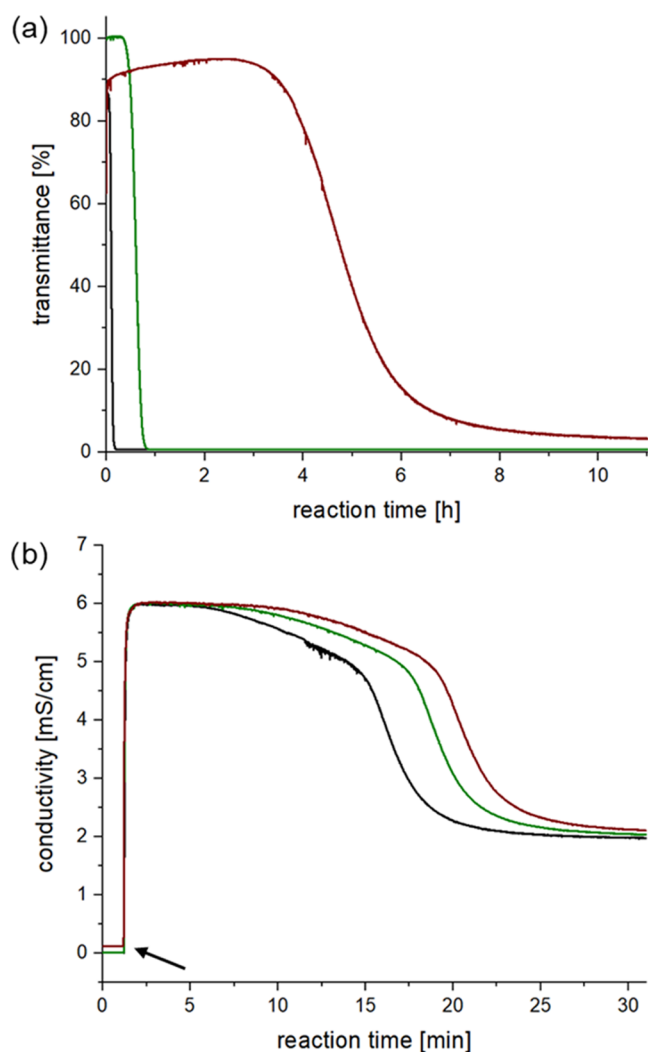 (a)
100
80
60
40
20
0
transmittance [%]
0 2 4 6 8 10
reaction time [h]
(b)
7
6
5
4
3
2
1
0
conductivity [mS/cm]
0 5 10 15 20 25 30
reaction time [min]